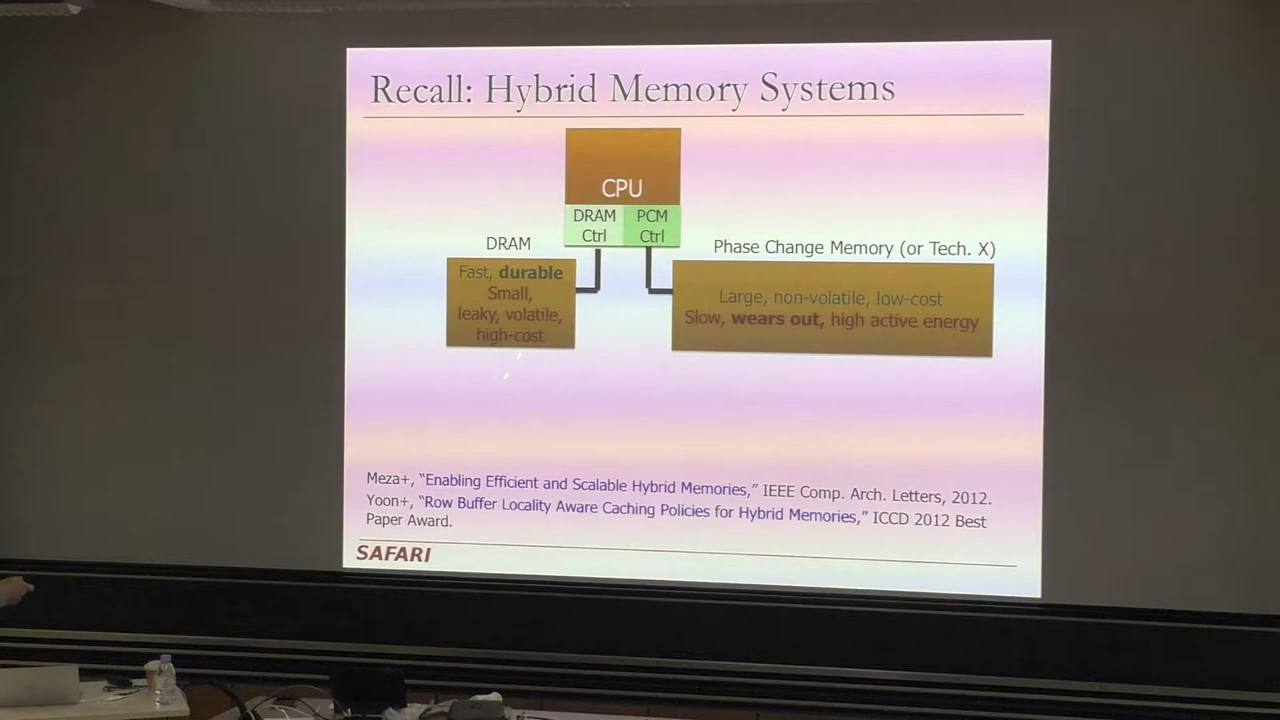 Recall: Hybrid Memory Systems
CPU
DRAM Ctrl
PCM Ctrl
DRAM
Fast, durable
Small,
leaky, volatile,
high-cost
Phase Change Memory (or Tech. X)
Large, non-volatile, low-cost
Slow, wears out, high active energy
Meza+, “Enabling Efficient and Scalable Hybrid Memories,” IEEE Comp. Arch. Letters, 2012.
Yoon+, “Row Buffer Locality Aware Caching Policies for Hybrid Memories,” ICCD 2012 Best
Paper Award.
SAFARI